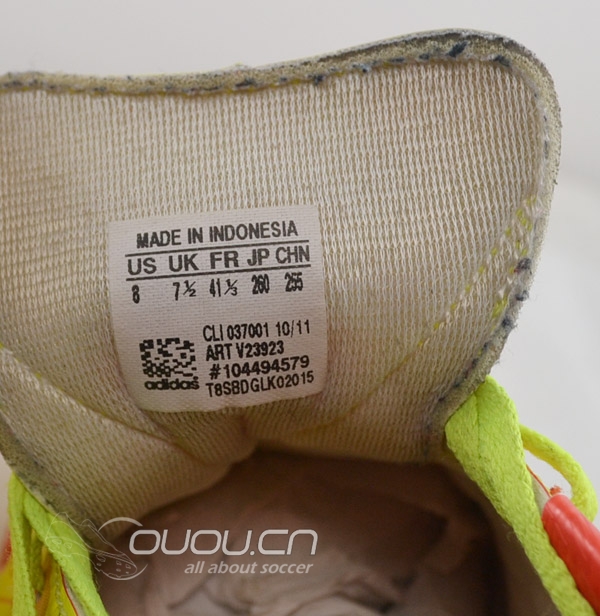 MADE IN INDONESIA
US UK FR JP CHN
8 7½ 41⅓ 260 255
CLI 037001 10/11
ART V23923
#104494579
adidas T8SBDGLK02015
OUOU.CN
all about soccer